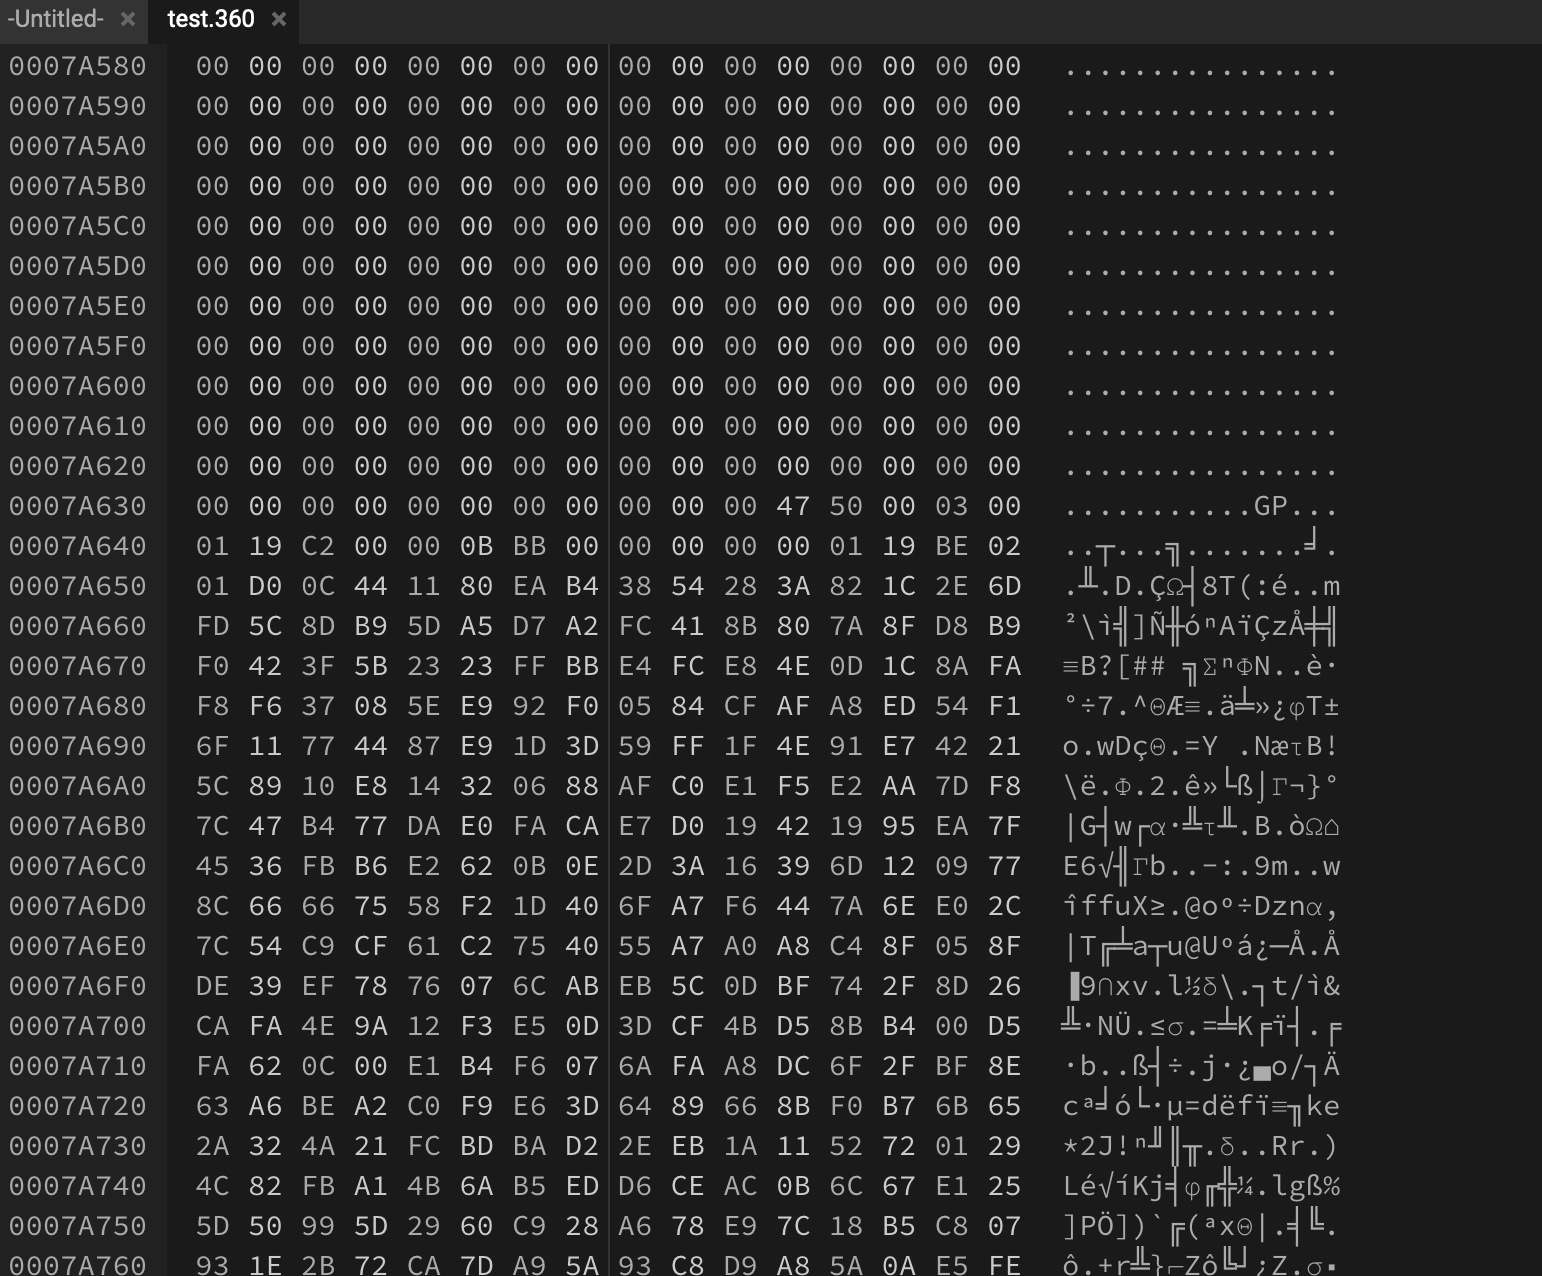 -Untitled- × test.360 ×
0007A580 00 00 00 00 00 00 00 00 00 00 00 00 00 00 00 00 ................
0007A590 00 00 00 00 00 00 00 00 00 00 00 00 00 00 00 00 ................
0007A5A0 00 00 00 00 00 00 00 00 00 00 00 00 00 00 00 00 ................
0007A5B0 00 00 00 00 00 00 00 00 00 00 00 00 00 00 00 00 ................
0007A5C0 00 00 00 00 00 00 00 00 00 00 00 00 00 00 00 00 ................
0007A5D0 00 00 00 00 00 00 00 00 00 00 00 00 00 00 00 00 ................
0007A5E0 00 00 00 00 00 00 00 00 00 00 00 00 00 00 00 00 ................
0007A5F0 00 00 00 00 00 00 00 00 00 00 00 00 00 00 00 00 ................
0007A600 00 00 00 00 00 00 00 00 00 00 00 00 00 00 00 00 ................
0007A610 00 00 00 00 00 00 00 00 00 00 00 00 00 00 00 00 ................
0007A620 00 00 00 00 00 00 00 00 00 00 00 00 00 00 00 00 ................
0007A630 00 00 00 00 00 00 00 00 00 00 00 47 50 00 03 00 ...........GP...
0007A640 01 19 C2 00 00 0B BB 00 00 00 00 00 01 19 BE 02 ..┬...╗.......╛.
0007A650 01 D0 0C 44 11 80 EA B4 38 54 28 3A 82 1C 2E 6D .╨.D.ÇΩ┤8T(:é..m
0007A660 FD 5C 8D B9 5D A5 D7 A2 FC 41 8B 80 7A 8F D8 B9 ²\ì╣]Ñ╫óⁿAïÇzÅ╪╣
0007A670 F0 42 3F 5B 23 23 FF BB E4 FC E8 4E 0D 1C 8A FA ≡B?[## ╗ΣⁿΦN..è·
0007A680 F8 F6 37 08 5E E9 92 F0 05 84 CF AF A8 ED 54 F1 °÷7.^ΘÆ≡.ä╧»¿φT±
0007A690 6F 11 77 44 87 E9 1D 3D 59 FF 1F 4E 91 E7 42 21 o.wDçΘ.=Y .NæτB!
0007A6A0 5C 89 10 E8 14 32 06 88 AF C0 E1 F5 E2 AA 7D F8 \ë.Φ.2.ê»└ß⌡Γ¬}°
0007A6B0 7C 47 B4 77 DA E0 FA CA E7 D0 19 42 19 95 EA 7F |G┤w┌α·╩τ╨.B.òΩ⌂
0007A6C0 45 36 FB B6 E2 62 0B 0E 2D 3A 16 39 6D 12 09 77 E6√╢Γb..-:.9m..w
0007A6D0 8C 66 66 75 58 F2 1D 40 6F A7 F6 44 7A 6E E0 2C îffuX≥.@oº÷Dznα,
0007A6E0 7C 54 C9 CF 61 C2 75 40 55 A7 A0 A8 C4 8F 05 8F |T╔╧a┬u@Uºá¿─Å.Å
0007A6F0 DE 39 EF 78 76 07 6C AB EB 5C 0D BF 74 2F 8D 26 ▐9∩xv.l½δ\.┐t/ì&
0007A700 CA FA 4E 9A 12 F3 E5 0D 3D CF 4B D5 8B B4 00 D5 ╩·NÜ.≤σ.=╧K╒ï┤.╒
0007A710 FA 62 0C 00 E1 B4 F6 07 6A FA A8 DC 6F 2F BF 8E ·b..ß┤÷.j·¿▄o/┐Ä
0007A720 63 A6 BE A2 C0 F9 E6 3D 64 89 66 8B F0 B7 6B 65 cª╛ó└∙µ=dëfï≡╖ke
0007A730 2A 32 4A 21 FC BD BA D2 2E EB 1A 11 52 72 01 29 *2J!ⁿ╜║╥.δ..Rr.)
0007A740 4C 82 FB A1 4B 6A B5 ED D6 CE AC 0B 6C 67 E1 25 Lé√íKj╡φ╓╬¼.lgß%
0007A750 5D 50 99 5D 29 60 C9 28 A6 78 E9 7C 18 B5 C8 07 ]PÖ])`╔(ªxΘ|.╡╚.
0007A760 93 1E 2B 72 CA 7D A9 5A 93 C8 D9 A8 5A 0A E5 FE ô.+r╩}⌐Zô╚┘¿Z.σ■